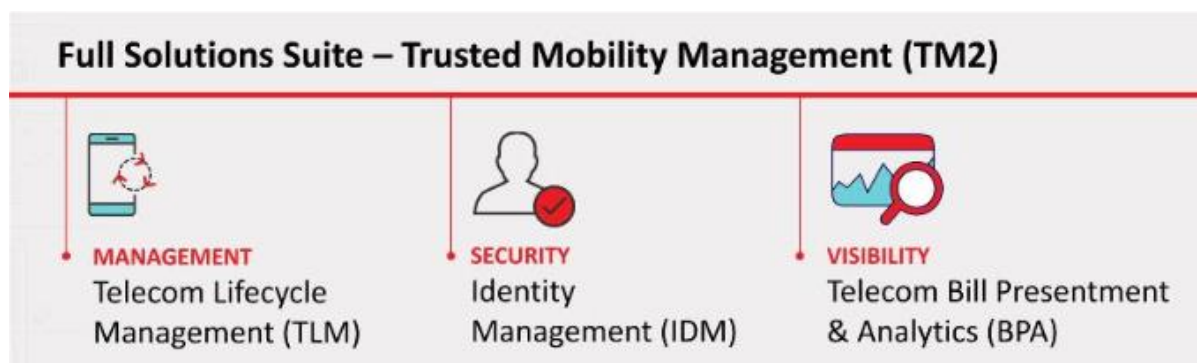 Full Solutions Suite – Trusted Mobility Management (TM2)
MANAGEMENT
Telecom Lifecycle
Management (TLM)
SECURITY
Identity
Management (IDM)
VISIBILITY
Telecom Bill Presentment
& Analytics (BPA)